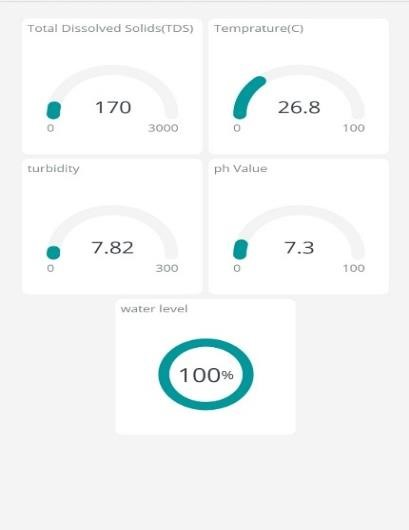 Total Dissolved Solids(TDS)
170
0 3000
Temprature(C)
26.8
0 100
turbidity
7.82
0 300
ph Value
7.3
0 100
water level
100%